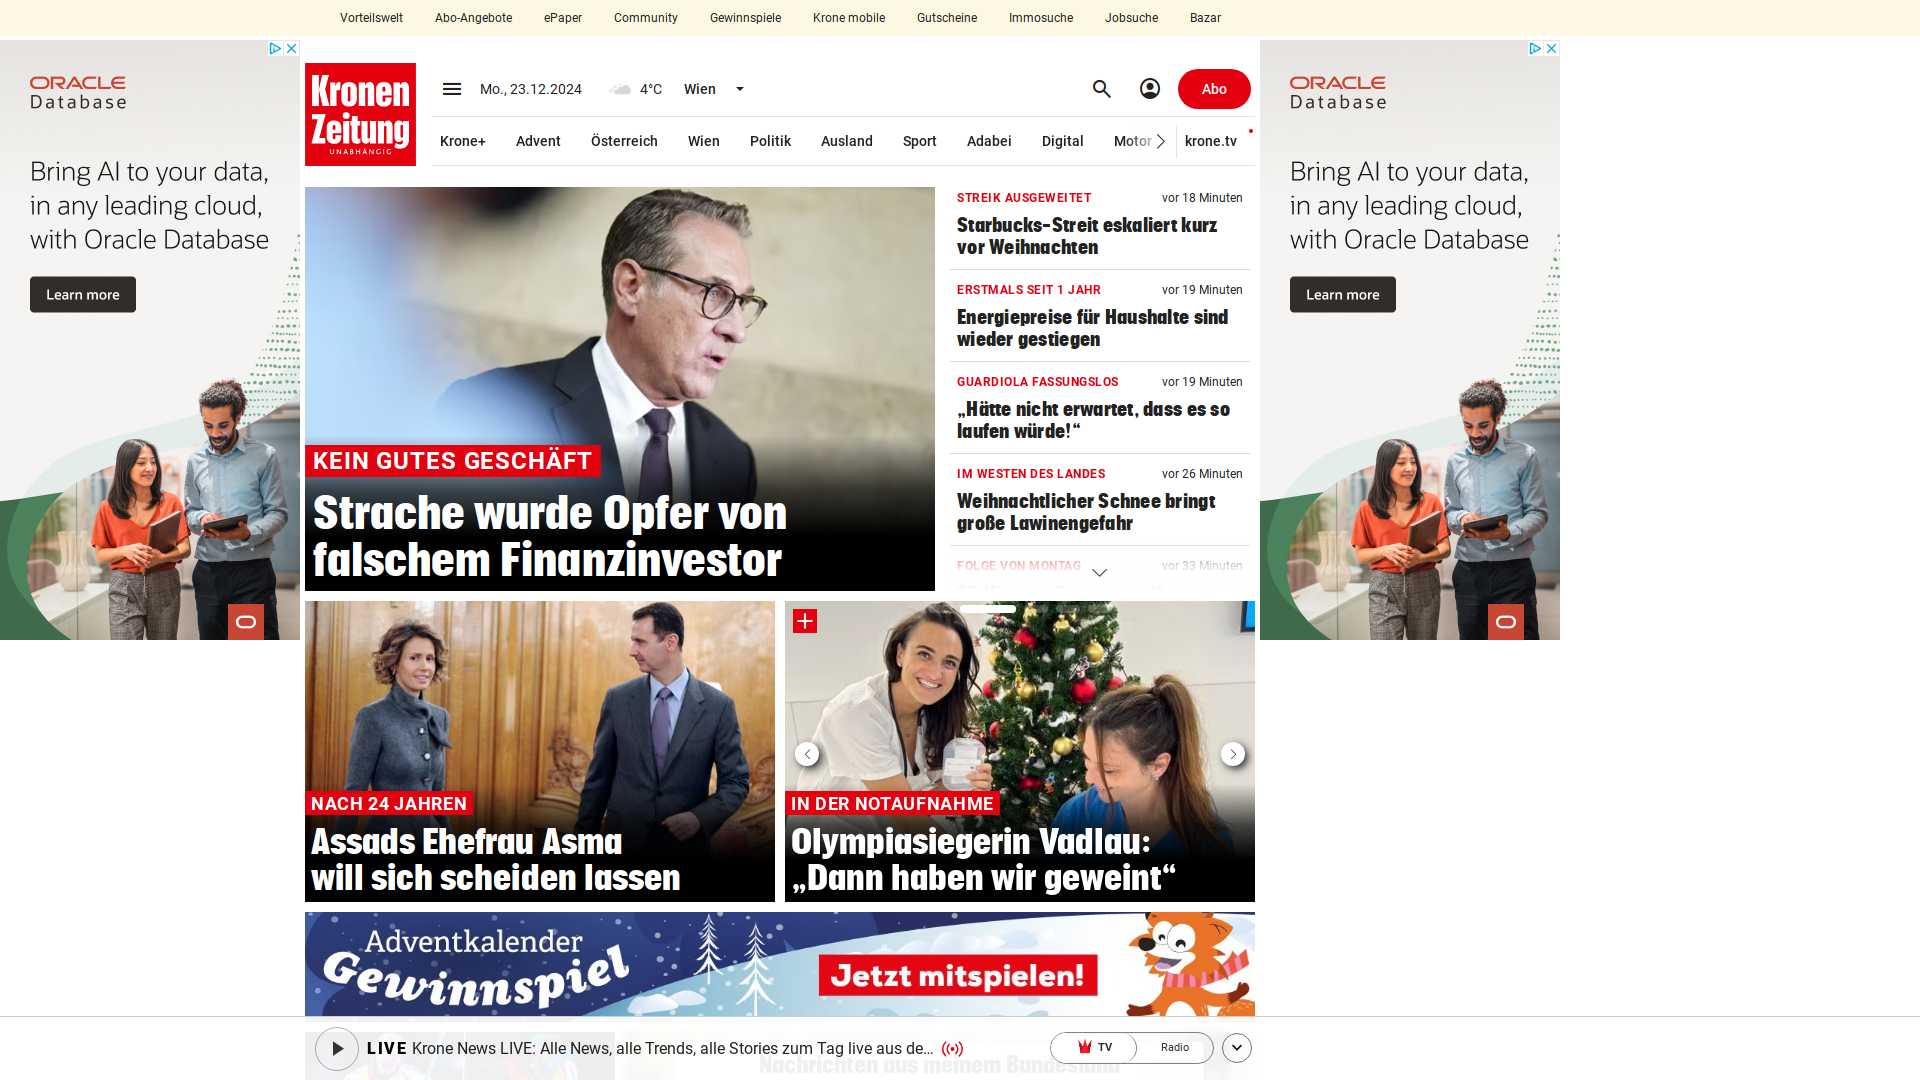 Vorteilswelt Abo-Angebote ePaper Community Gewinnspiele Krone mobile Gutscheine Immosuche Jobsuche Bazar
ORACLE
Database
Bring AI to your data,
in any leading cloud,
with Oracle Database
Learn more
Kronen
Zeitung
UNABHÄNGIG
Mo., 23.12.2024 4°C Wien
Abo
Krone+ Advent Österreich Wien Politik Ausland Sport Adabei Digital Motor krone.tv
KEIN GUTES GESCHÄFT
Strache wurde Opfer von
falschem Finanzinvestor
STREIK AUSGEWEITET vor 18 Minuten
Starbucks-Streit eskaliert kurz
vor Weihnachten
ERSTMALS SEIT 1 JAHR vor 19 Minuten
Energiepreise für Haushalte sind
wieder gestiegen
GUARDIOLA FASSUNGSLOS vor 19 Minuten
„Hätte nicht erwartet, dass es so
laufen würde!“
IM WESTEN DES LANDES vor 26 Minuten
Weihnachtlicher Schnee bringt
große Lawinengefahr
FOLGE VON MONTAG vor 33 Minuten
NACH 24 JAHREN
Assads Ehefrau Asma
will sich scheiden lassen
IN DER NOTAUFNAHME
Olympiasiegerin Vadlau:
„Dann haben wir geweint“
Adventkalender
Gewinnspiel
Jetzt mitspielen!
LIVE Krone News LIVE: Alle News, alle Trends, alle Stories zum Tag live aus de...
TV Radio
Nachrichten aus meinem Bundesland
ORACLE
Database
Bring AI to your data,
in any leading cloud,
with Oracle Database
Learn more